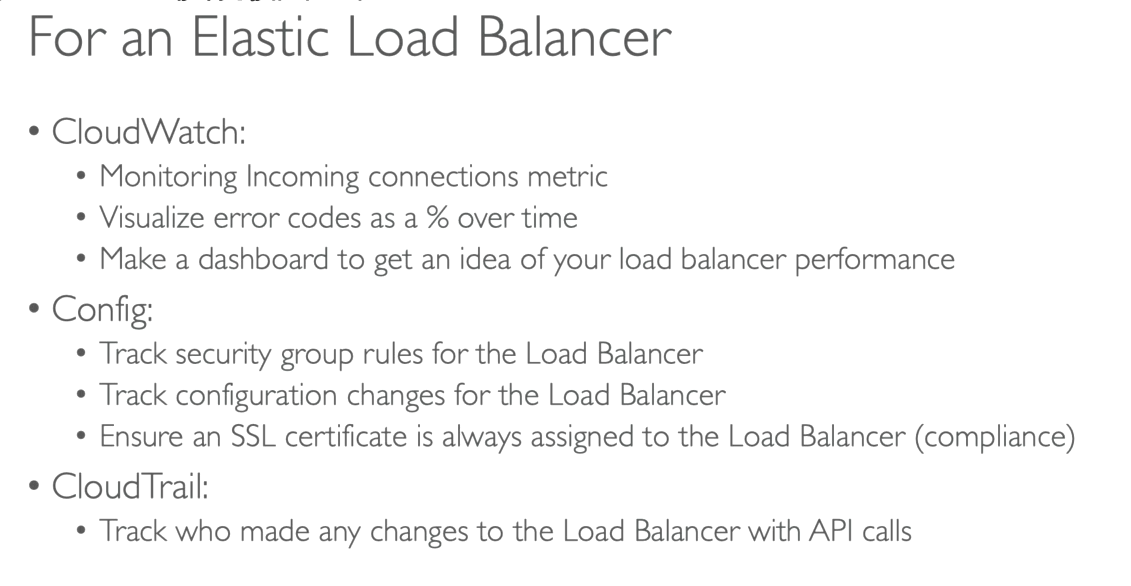 For an Elastic Load Balancer
• CloudWatch:
• Monitoring Incoming connections metric
• Visualize error codes as a % over time
• Make a dashboard to get an idea of your load balancer performance
• Config:
• Track security group rules for the Load Balancer
• Track configuration changes for the Load Balancer
• Ensure an SSL certificate is always assigned to the Load Balancer (compliance)
• CloudTrail:
• Track who made any changes to the Load Balancer with API calls